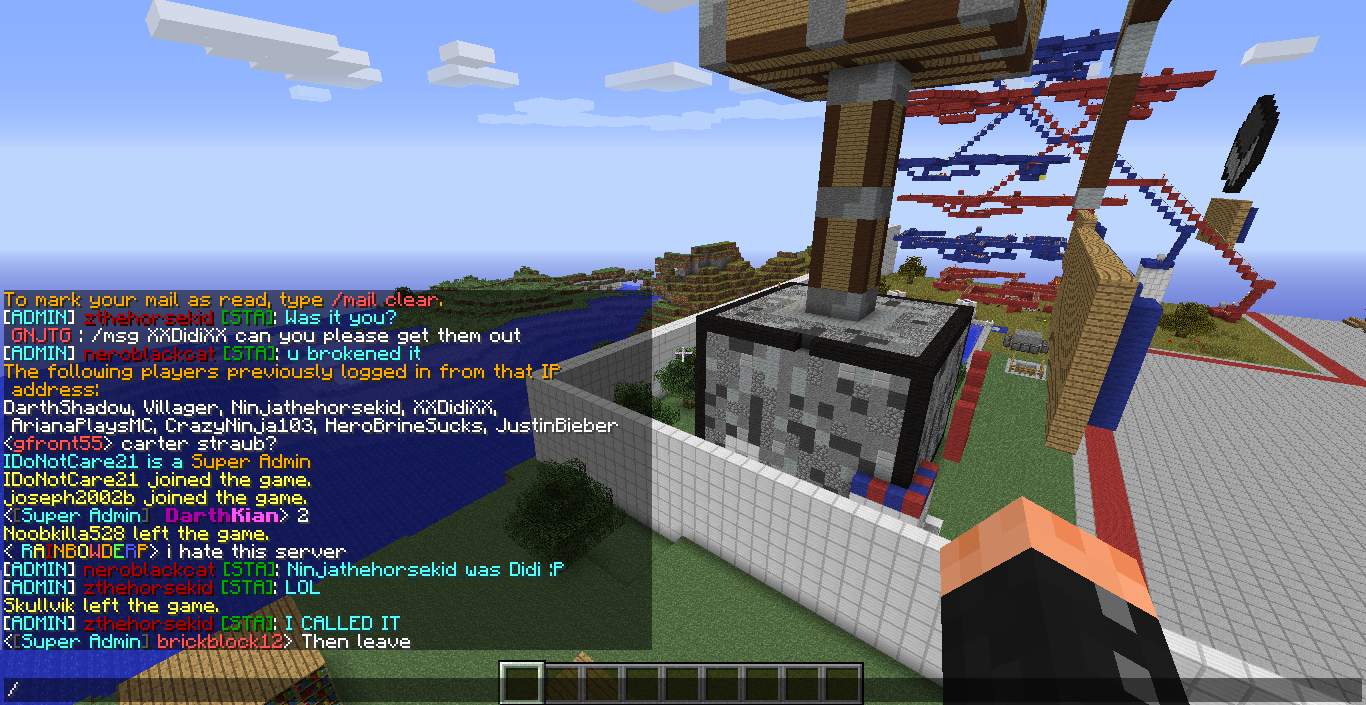 To mark your mail as read, type /mail clear.
[ADMIN] zthehorsekid [STA]: Was it you?
GNJTG : /msg XXDidiXX can you please get them out
[ADMIN] neroblackcat [STA]: u brokened it
The following players previously logged in from that IP
address:
DarthShadow, Villager, Ninjathehorsekid, XXDidiXX,
ArianaPlaysMC, CrazyNinja103, HeroBrineSucks, JustinBieber
<gfront55> carter straub?
IDoNotCare21 is a Super Admin
IDoNotCare21 joined the game.
joseph2002b joined the game.
<[Super Admin] DarthKian> 2
Noobkilla528 left the game.
< RAINBOWDERP> i hate this server
[ADMIN] neroblackcat [STA]: Ninjathehorsekid was Didi :P
[ADMIN] zthehorsekid [STA]: LOL
Skullvik left the game.
[ADMIN] zthehorsekid [STA]: I CALLED IT
<[Super Admin] brickblock12> Then leave
/